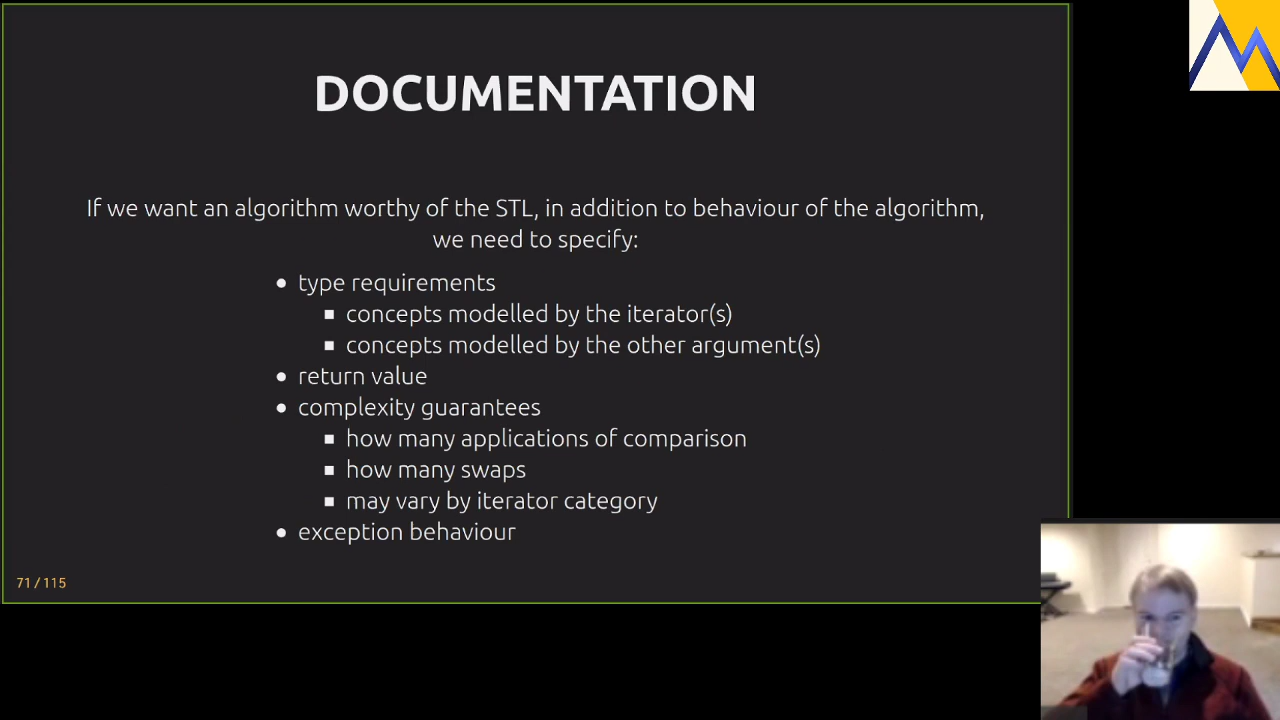 DOCUMENTATION
If we want an algorithm worthy of the STL, in addition to behaviour of the algorithm,
we need to specify:
type requirements
concepts modelled by the iterator(s)
concepts modelled by the other argument(s)
return value
complexity guarantees
how many applications of comparison
how many swaps
may vary by iterator category
exception behaviour
71 / 115